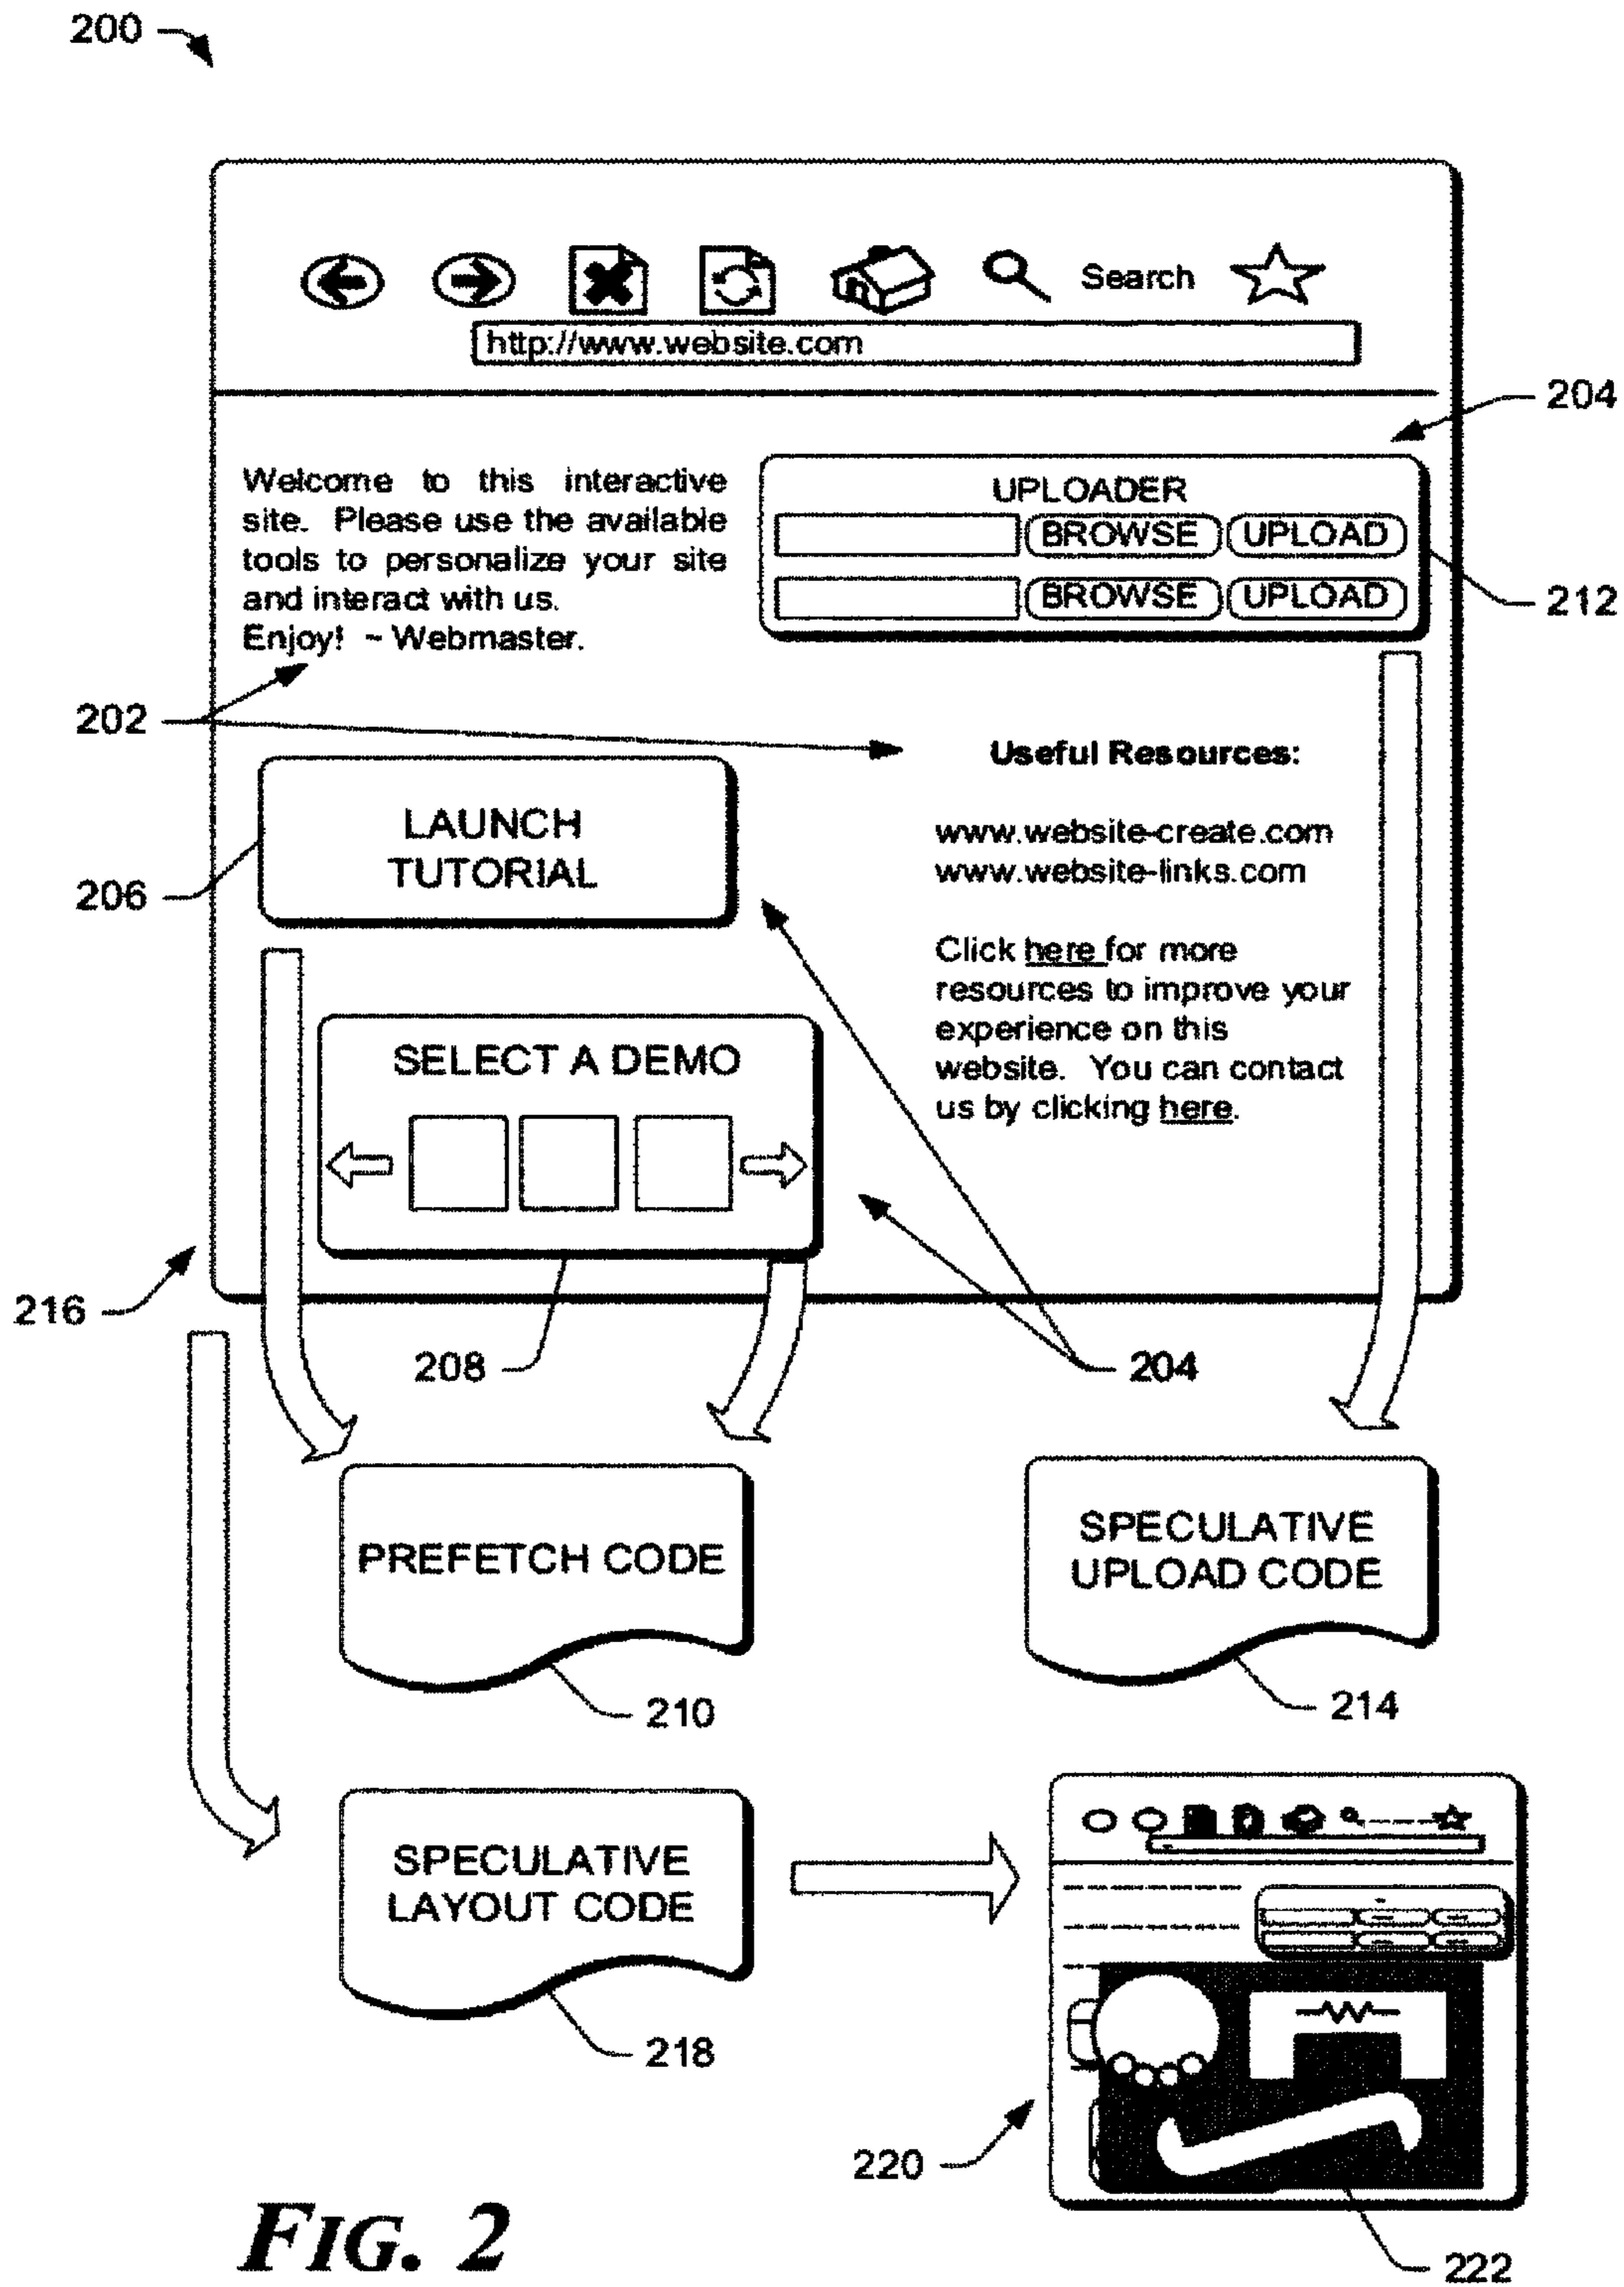 200
Search
http://www.website.com
204
Welcome to this interactive
site. Please use the available
tools to personalize your site
and interact with us.
Enjoy! ~ Webmaster.
UPLOADER
BROWSE UPLOAD
BROWSE UPLOAD
212
202
Useful Resources:
www.website-create.com
www.website-links.com
LAUNCH
TUTORIAL
206
Click here for more
resources to improve your
experience on this
website. You can contact
us by clicking here.
SELECT A DEMO
216
208
204
PREFETCH CODE
210
SPECULATIVE
UPLOAD CODE
214
SPECULATIVE
LAYOUT CODE
218
220
222
FIG. 2